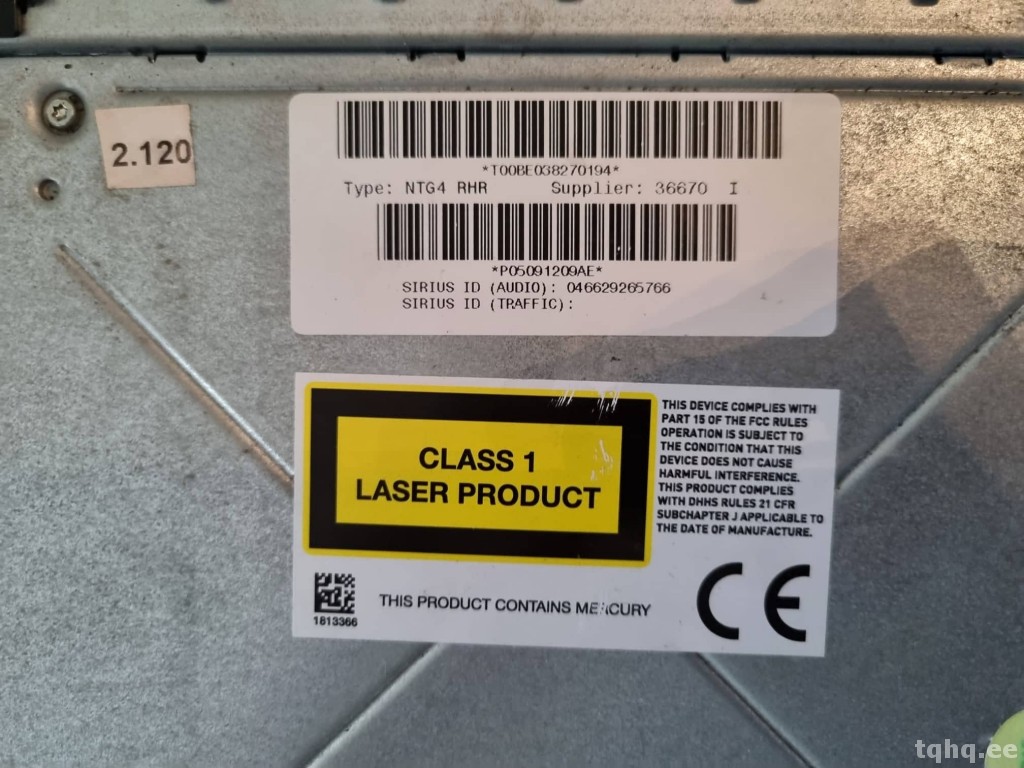 2.120
*T00BE038270194*
Type: NTG4 RHR Supplier: 36670 I
*P05091209AE*
SIRIUS ID (AUDIO): 046629265766
SIRIUS ID (TRAFFIC):
CLASS 1
LASER PRODUCT
THIS DEVICE COMPLIES WITH
PART 15 OF THE FCC RULES
OPERATION IS SUBJECT TO
THE CONDITION THAT THIS
DEVICE DOES NOT CAUSE
HARMFUL INTERFERENCE.
THIS PRODUCT COMPLIES
WITH DHHS RULES 21 CFR
SUBCHAPTER J APPLICABLE TO
THE DATE OF MANUFACTURE.
1813366
THIS PRODUCT CONTAINS MERCURY
CE
tqhq.ee